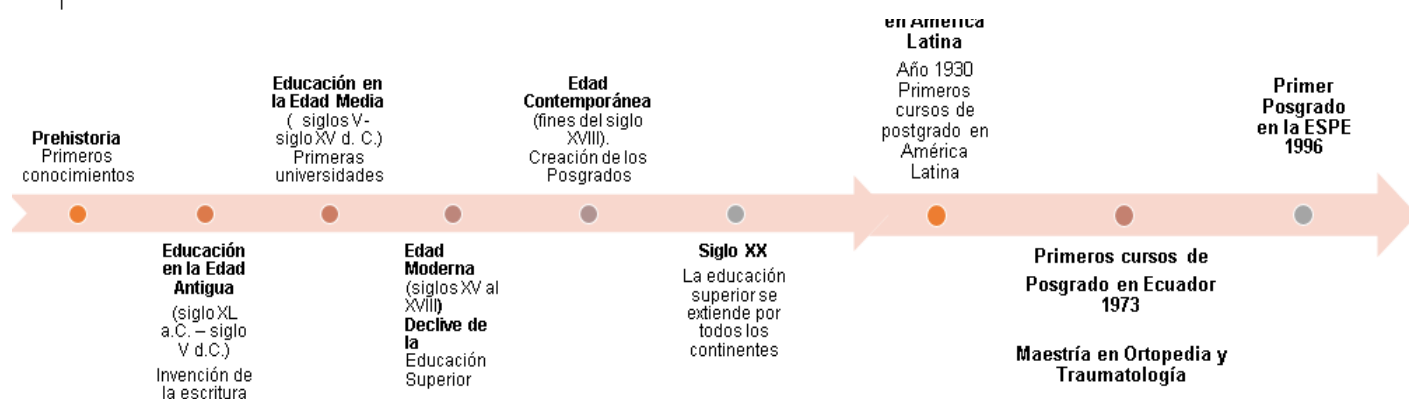 Prehistoria
Primeros
conocimientos
Educación
en la Edad
Antigua
(siglo XL
a.C. – siglo
V d.C.)
Invención de
la escritura
Educación en
la Edad Media
( siglos V-
siglo XV d. C.)
Primeras
universidades
Edad
Moderna
(siglos XV al
XVIII)
Declive de
la
Educación
Superior
Edad
Contemporánea
(fines del siglo
XVIII).
Creación de los
Posgrados
Siglo XX
La educación
superior se
extiende por
todos los
continentes
en América
Latina
Año 1930
Primeros
cursos de
postgrado en
América
Latina
Primeros cursos de
Posgrado en Ecuador
1973
Maestría en Ortopedia y
Traumatología
Primer
Posgrado
en la ESPE
1996